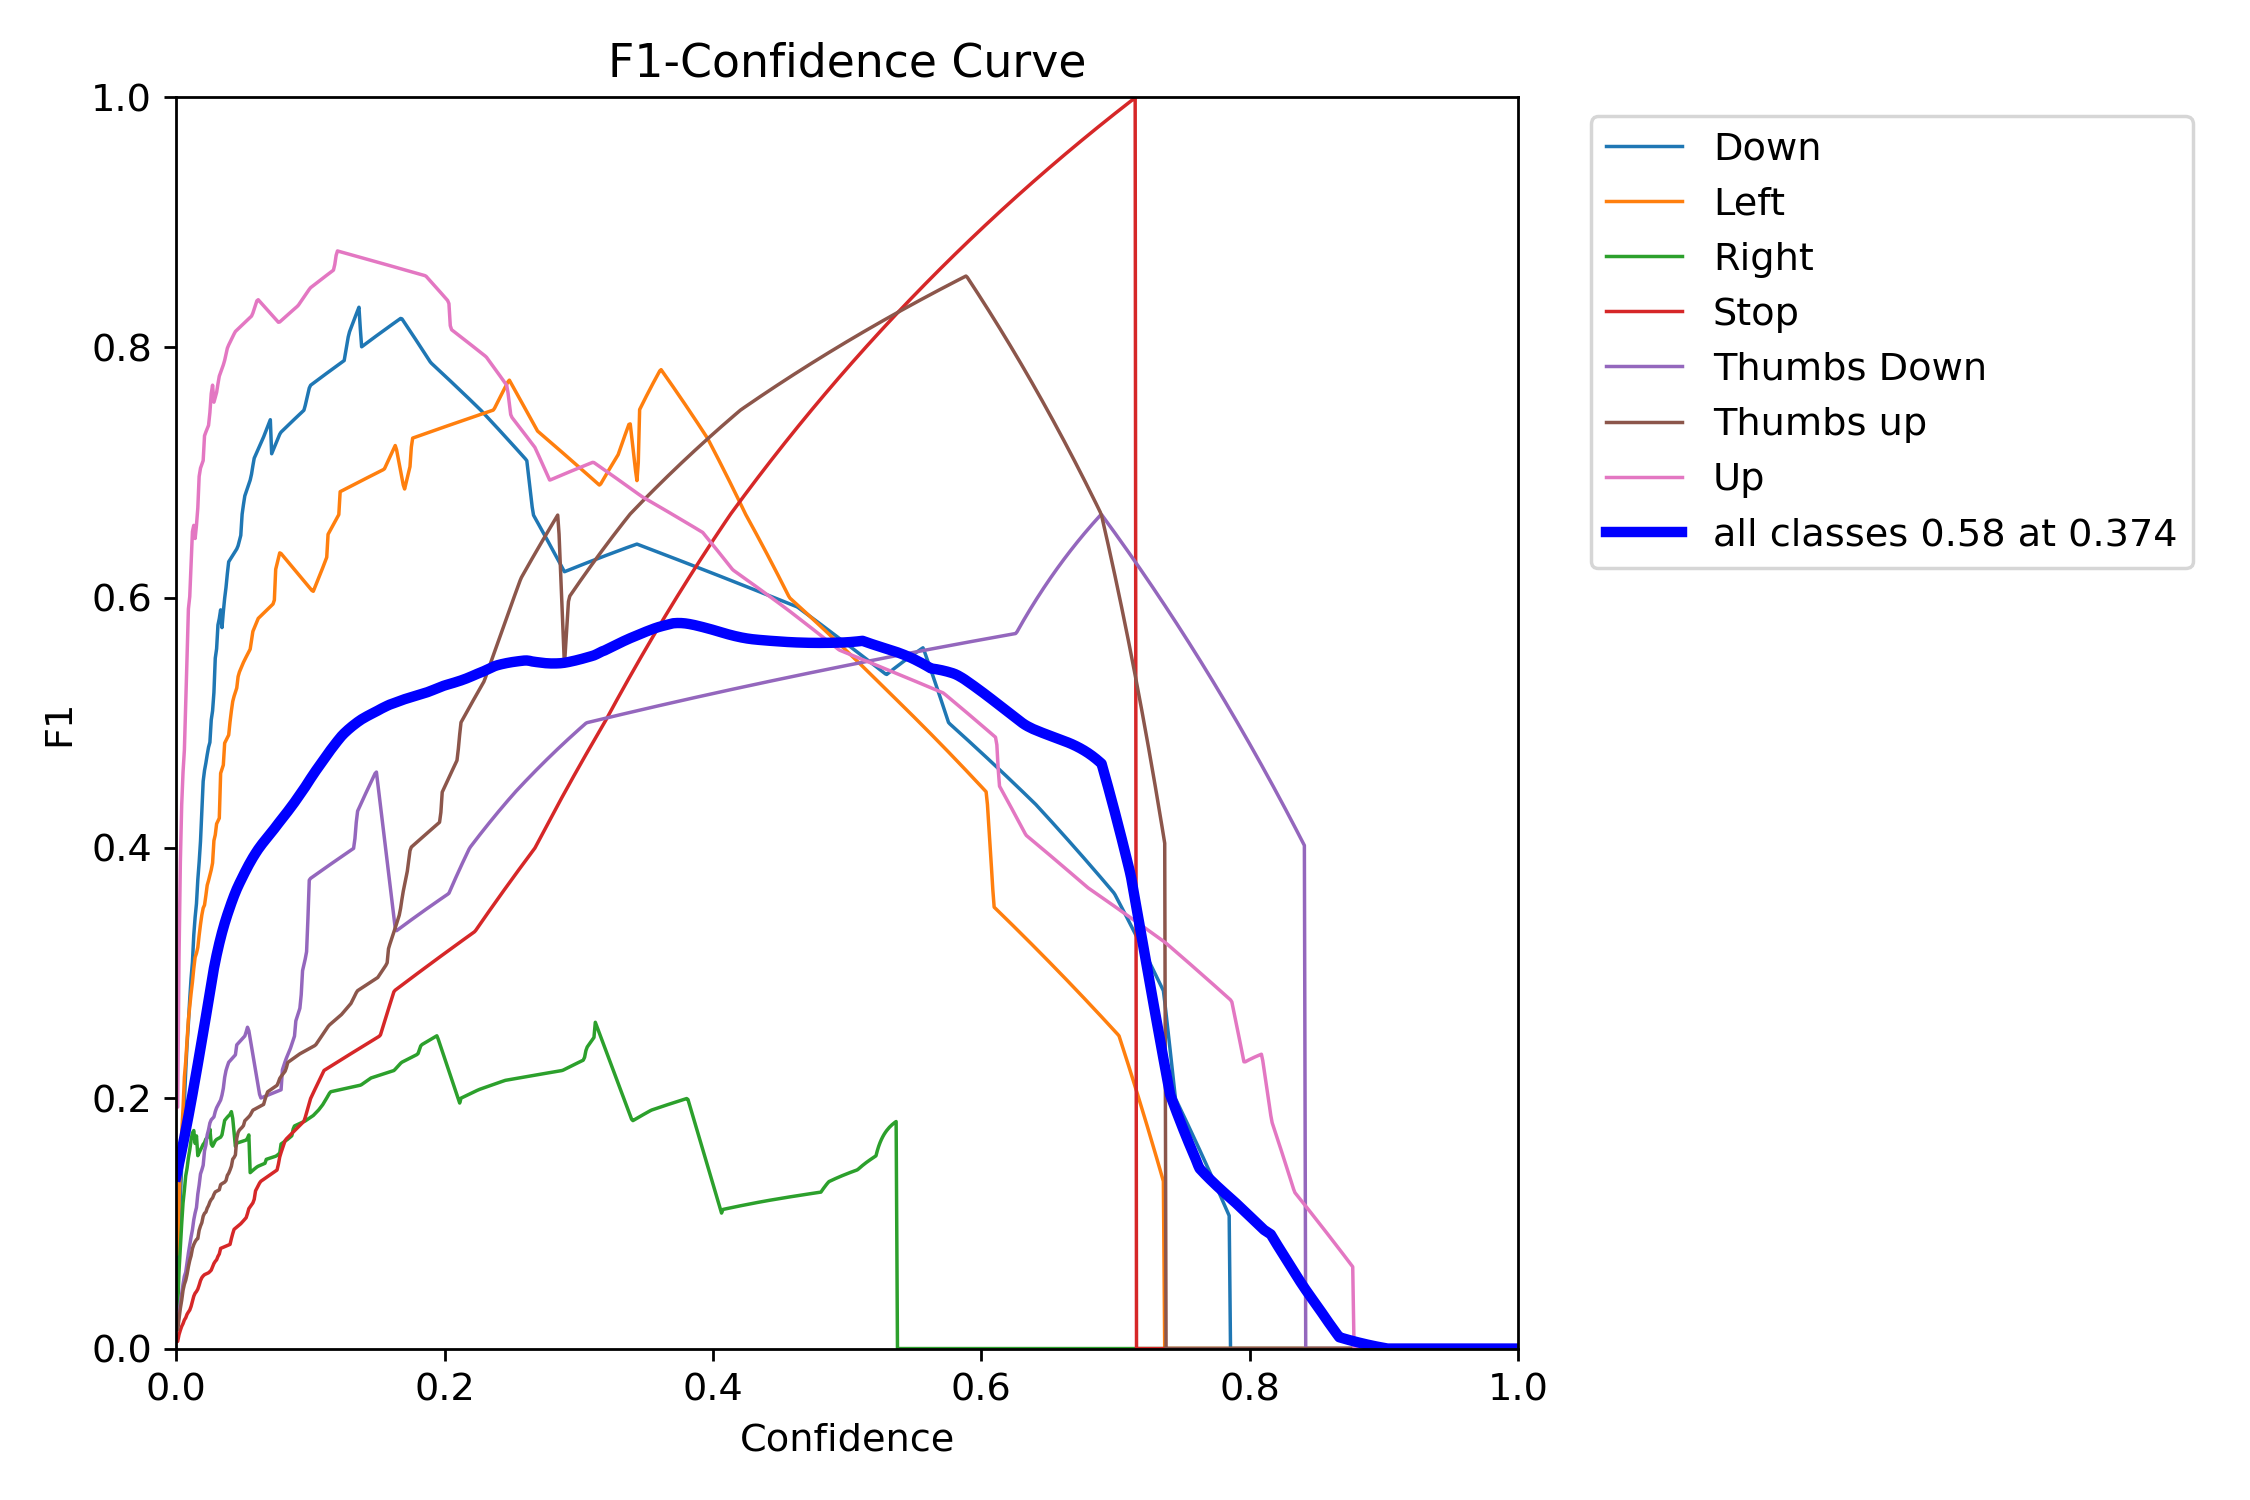 F1-Confidence Curve
1.0
0.8
0.6
0.4
0.2
0.0
F1
0.0 0.2 0.4 0.6 0.8 1.0
Confidence
Down
Left
Right
Stop
Thumbs Down
Thumbs up
Up
all classes 0.58 at 0.374